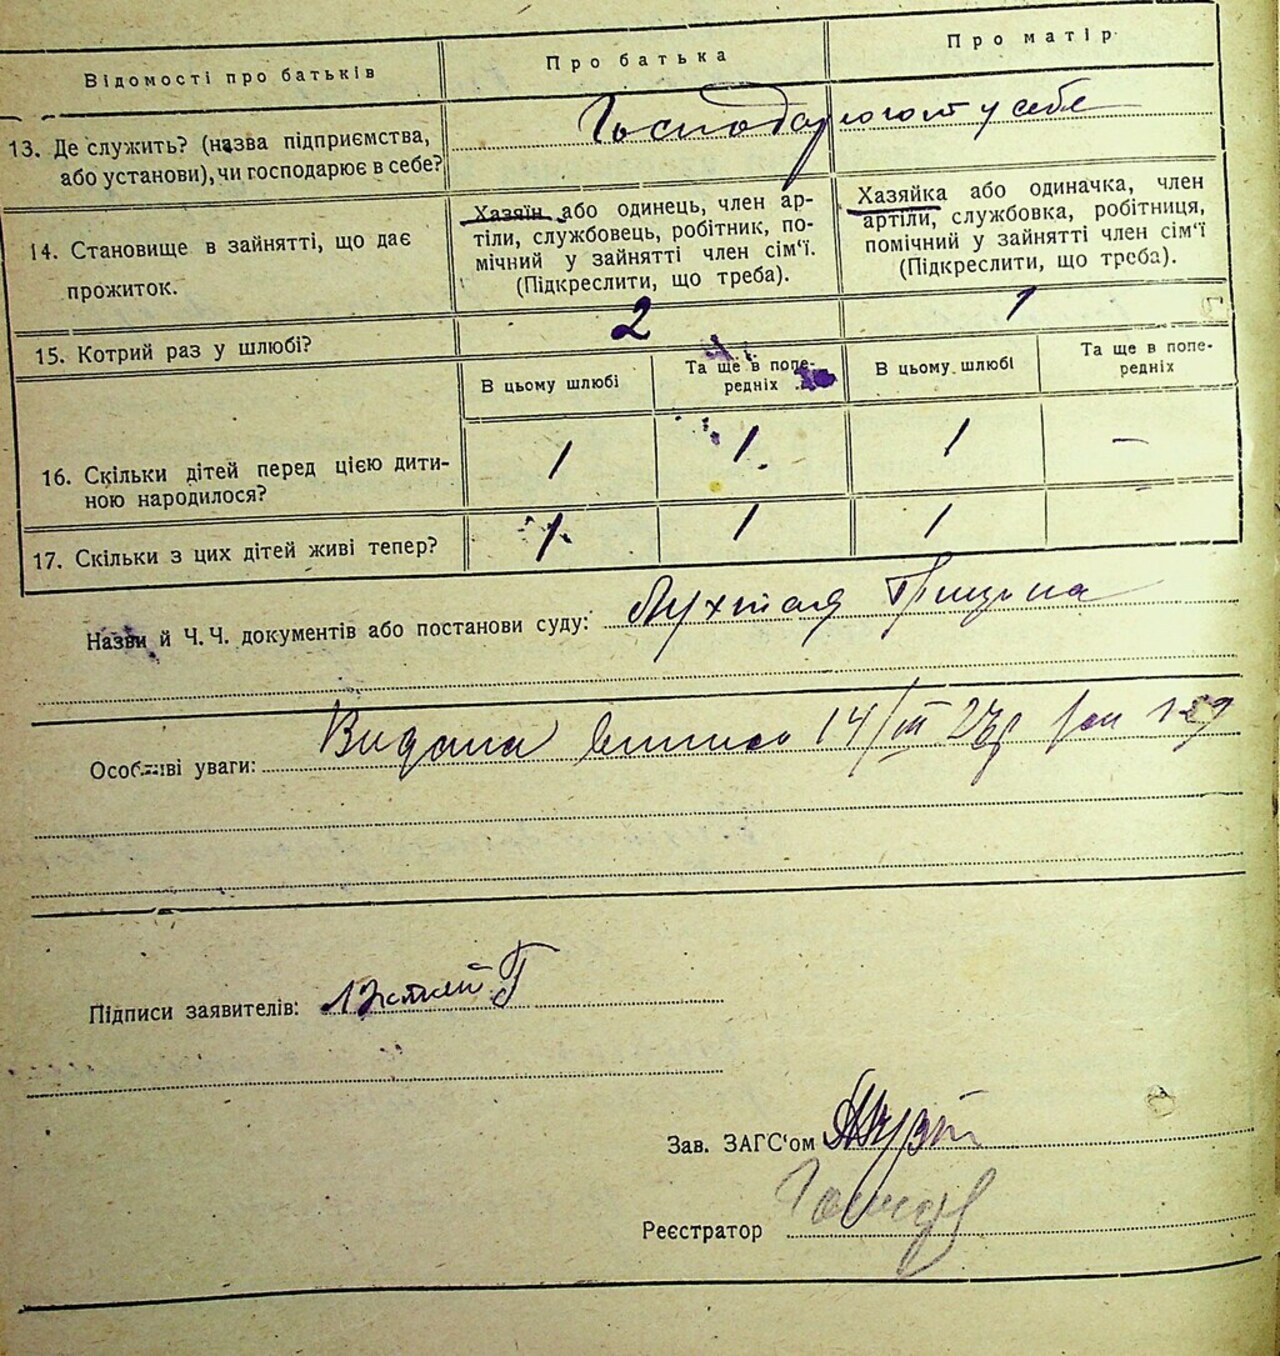 Відомості про батьків
Про батька
Про матір
13. Де служить? (назва підприємства,
або установи), чи господарює в себе?
Господарюют у себе
14. Становище в зайнятті, що дає
прожиток.
Хазяїн або одинець, член ар-
тіли, службовець, робітник, по-
мічний у зайнятті член сім‘ї.
(Підкреслити, що треба).
Хазяйка або одиначка, член
артіли, службовка, робітниця,
помічний у зайнятті член сім‘ї
(Підкреслити, що треба).
15. Котрий раз у шлюбі?
2
1
В цьому шлюбі
Та ще в попе-
редніх
В цьому шлюбі
Та ще в попе-
редніх
16. Скільки дітей перед цією дити-
ною народилося?
1
1
1
—
17. Скільки з цих дітей живі тепер?
1
1
1
Назви й Ч. Ч. документів або постанови суду:
Особливі уваги: Видана 14/III
Підписи заявителів:
Зав. ЗАГС‘ом
Реєстратор